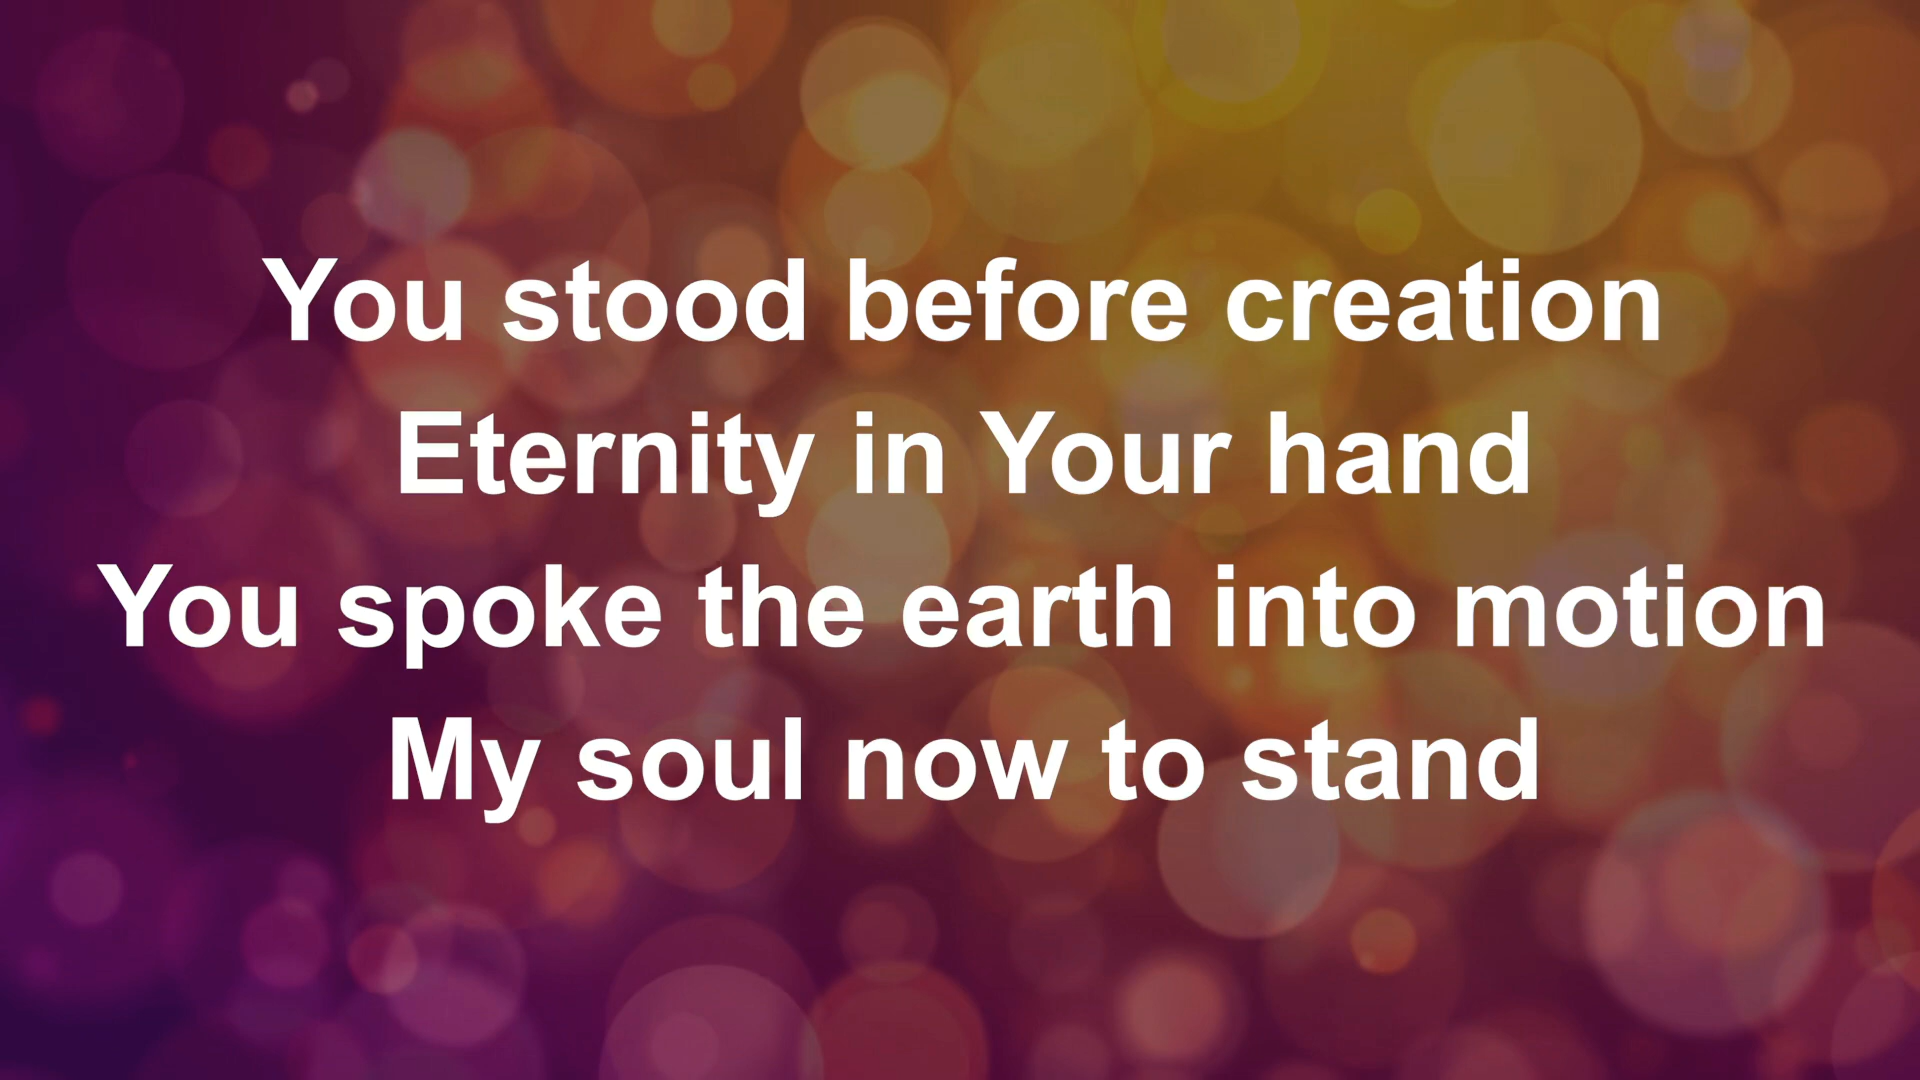 You stood before creation
Eternity in Your hand
You spoke the earth into motion
My soul now to stand